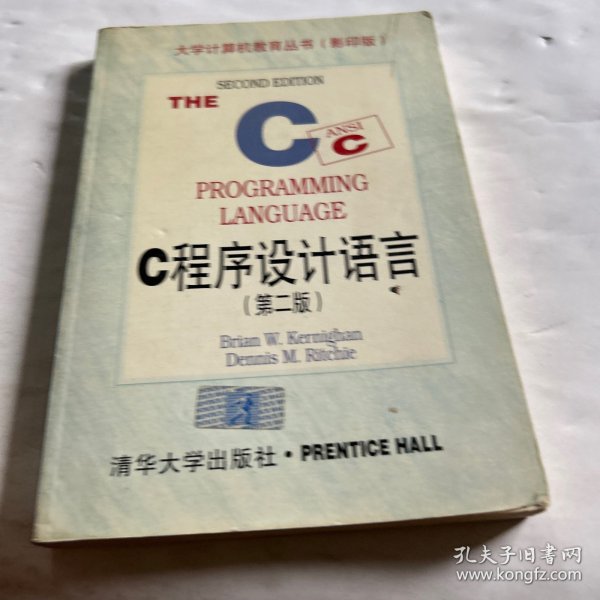 大学计算机教育丛书（影印版）
SECOND EDITION
THE
C
ANSI
C
PROGRAMMING
LANGUAGE
C程序设计语言
（第二版）
Brian W. Kernighan
Dennis M. Ritchie
清华大学出版社・PRENTICE HALL
孔夫子旧书网
www.kongfz.com